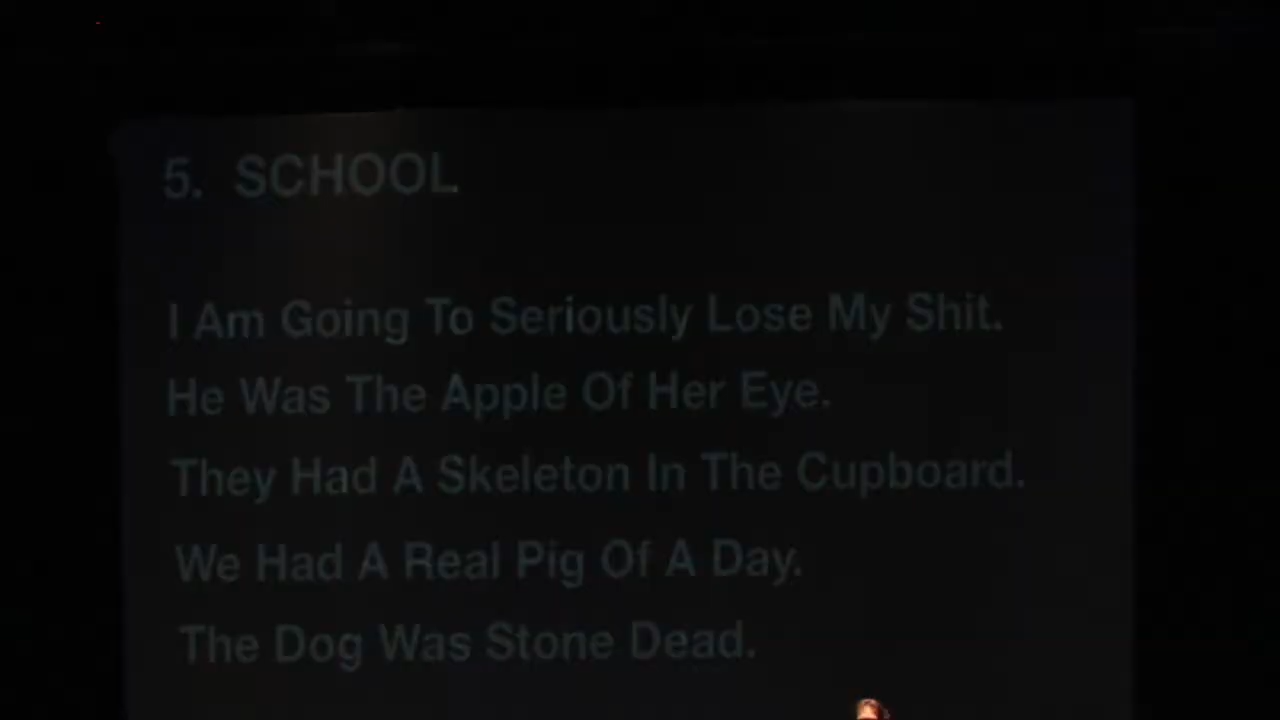 5. SCHOOL
I Am Going To Seriously Lose My Shit.
He Was The Apple Of Her Eye.
They Had A Skeleton In The Cupboard.
We Had A Real Pig Of A Day.
The Dog Was Stone Dead.